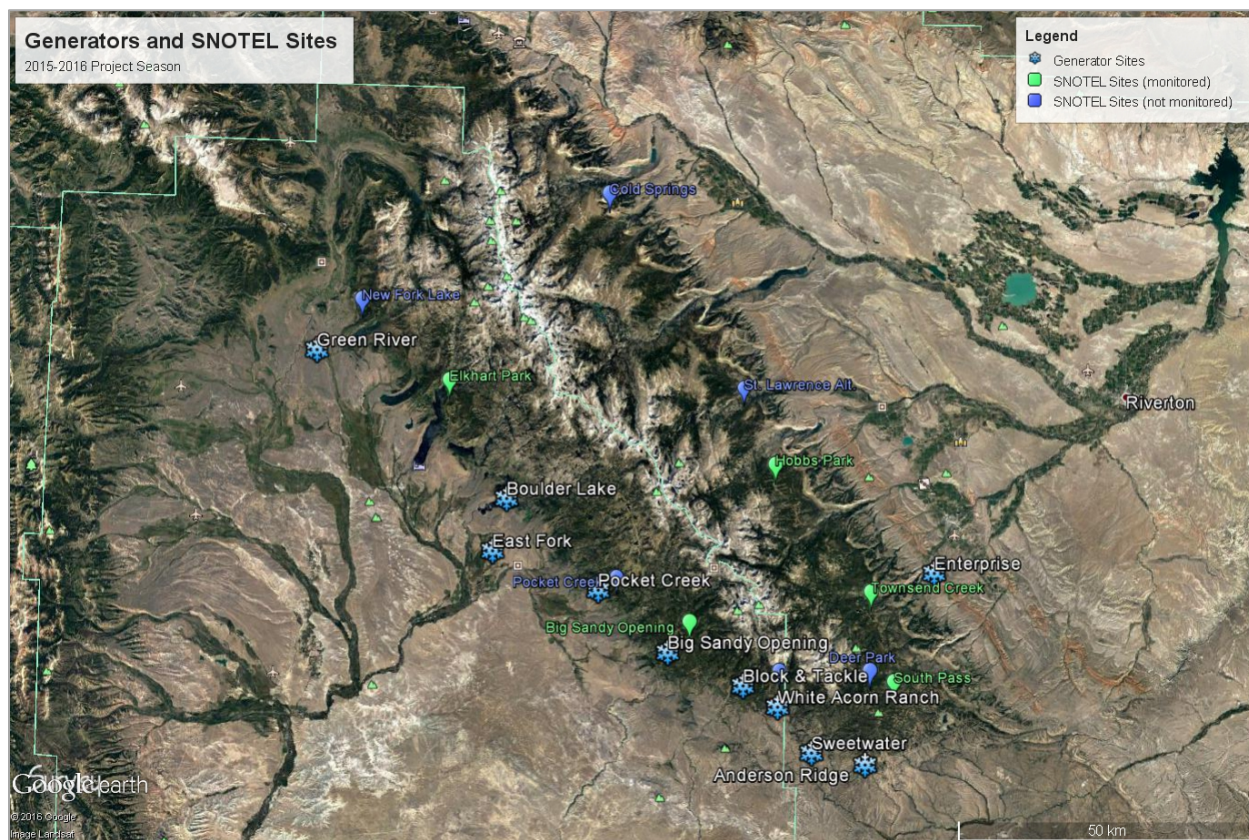 Generators and SNOTEL Sites
2015-2016 Project Season
Legend
Generator Sites
SNOTEL Sites (monitored)
SNOTEL Sites (not monitored)
Cold Springs
New Fork Lake
Green River
Elkhart Park
St. Lawrence Alt
Riverton
Hobbs Park
Boulder Lake
East Fork
Enterprise
Pocket Creek
Pocket Creek
Townsend Creek
Big Sandy Opening
Big Sandy Opening
Deer Park
Block & Tackle
South Pass
White Acorn Ranch
Sweetwater
Anderson Ridge
Google earth
© 2016 Google
Image Landsat
50 km